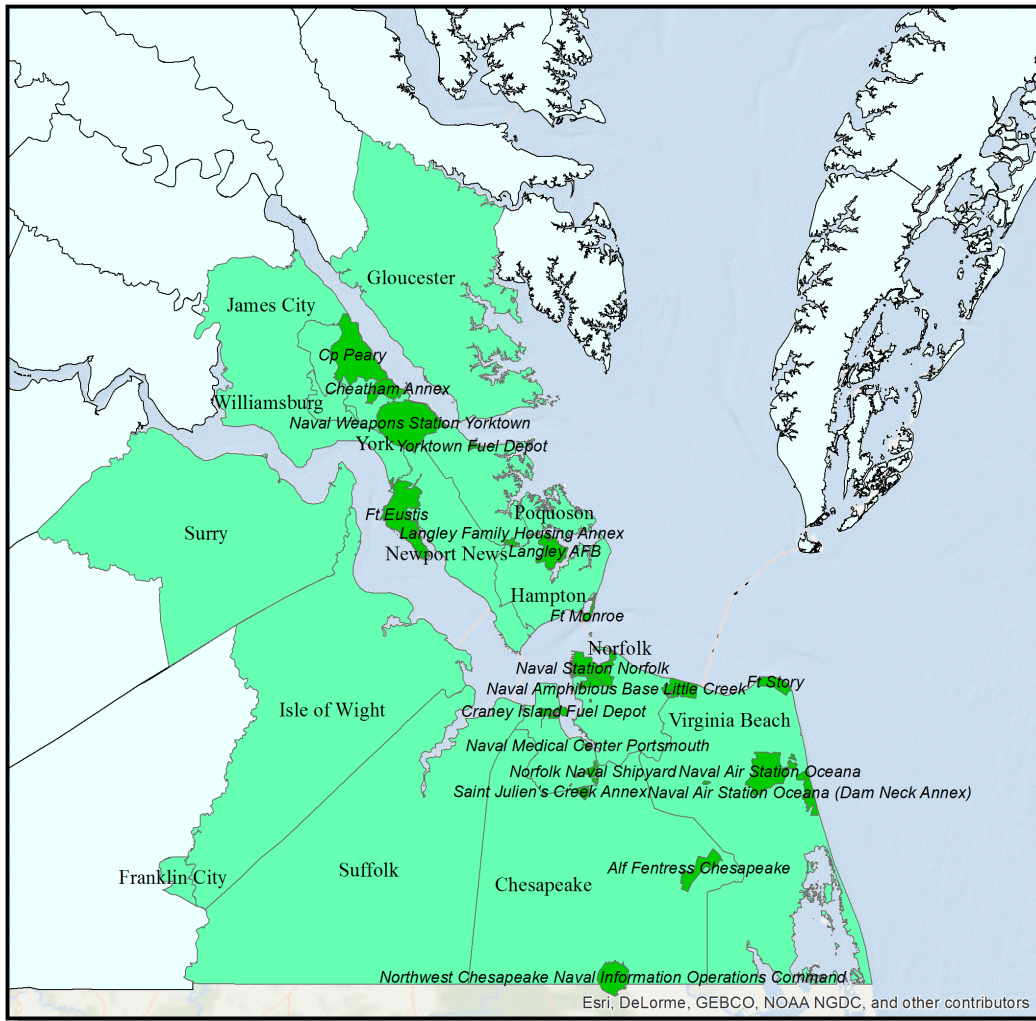 Gloucester
James City
Cp Peary
Cheatham Annex
Williamsburg
Naval Weapons Station Yorktown
York
Yorktown Fuel Depot
Ft Eustis
Poquoson
Surry
Langley Family Housing Annex
Newport News
Langley AFB
Hampton
Ft Monroe
Norfolk
Naval Station Norfolk
Ft Story
Naval Amphibious Base Little Creek
Isle of Wight
Craney Island Fuel Depot
Virginia Beach
Naval Medical Center Portsmouth
Norfolk Naval Shipyard
Naval Air Station Oceana
Saint Julien's Creek Annex
Naval Air Station Oceana (Dam Neck Annex)
Suffolk
Alf Fentress Chesapeake
Franklin City
Chesapeake
Northwest Chesapeake Naval Information Operations Command
Esri, DeLorme, GEBCO, NOAA NGDC, and other contributors